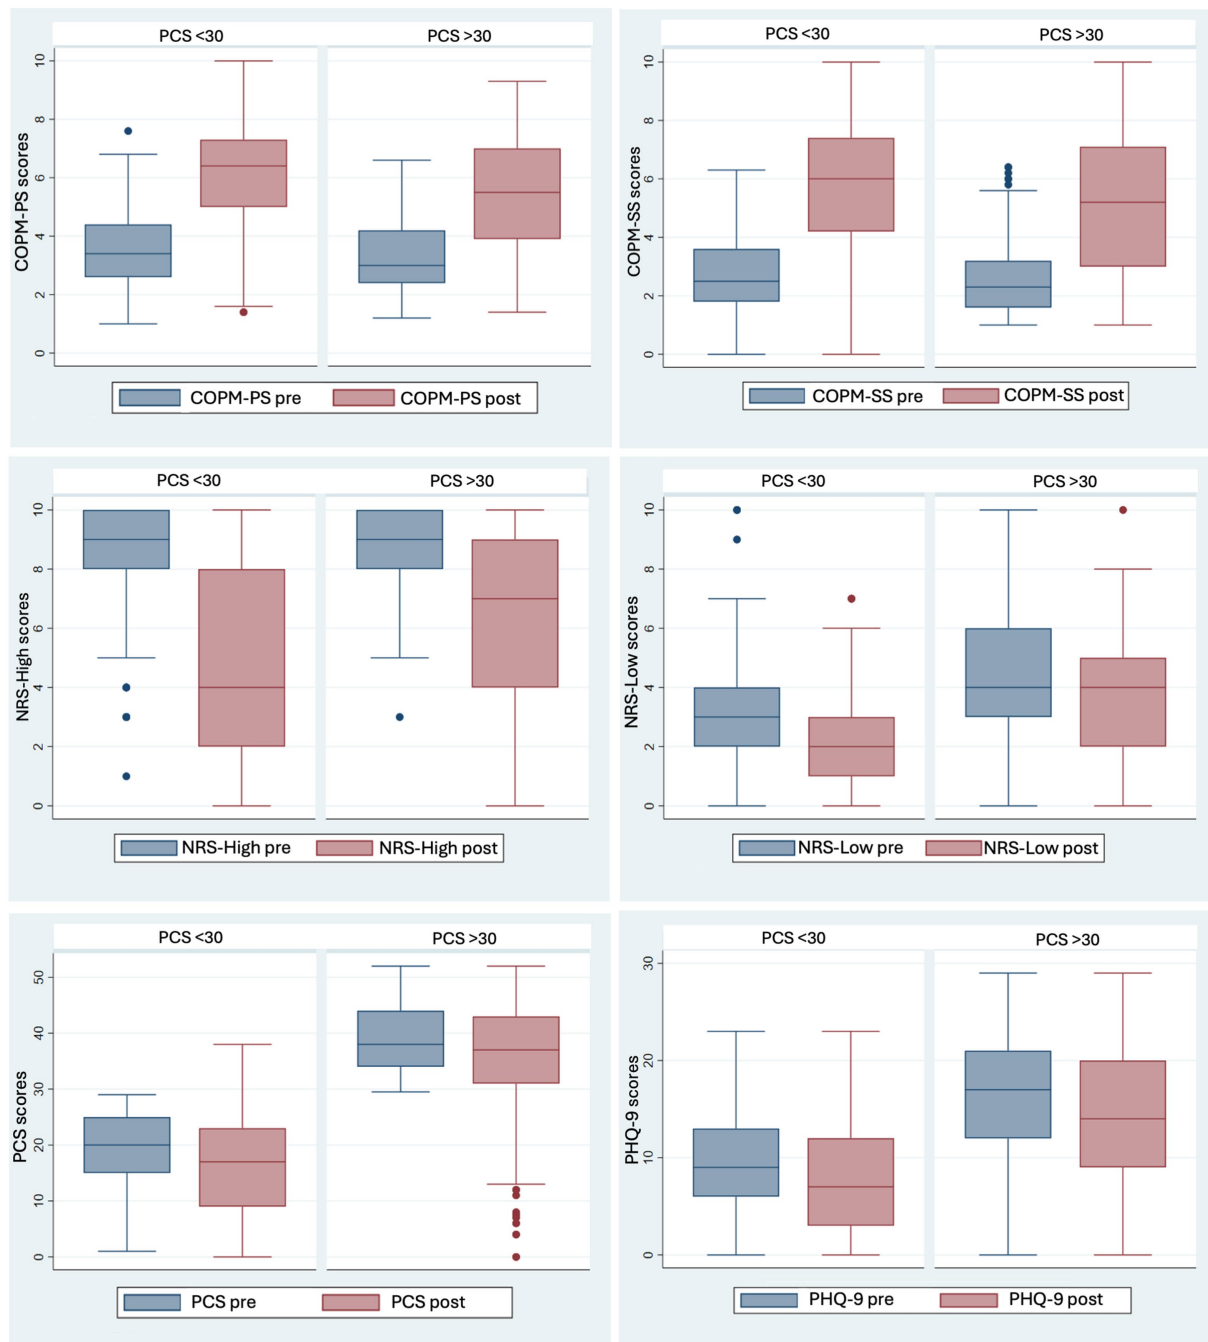 PCS <30 PCS >30
COPM-PS scores
10
8
6
4
2
0
COPM-PS pre COPM-PS post
PCS <30 PCS >30
COPM-SS scores
10
8
6
4
2
0
COPM-SS pre COPM-SS post
PCS <30 PCS >30
NRS-High scores
10
8
6
4
2
0
NRS-High pre NRS-High post
PCS <30 PCS >30
NRS-Low scores
10
8
6
4
2
0
NRS-Low pre NRS-Low post
PCS <30 PCS >30
PCS scores
50
40
30
20
10
0
PCS pre PCS post
PCS <30 PCS >30
PHQ-9 scores
30
20
10
0
PHQ-9 pre PHQ-9 post